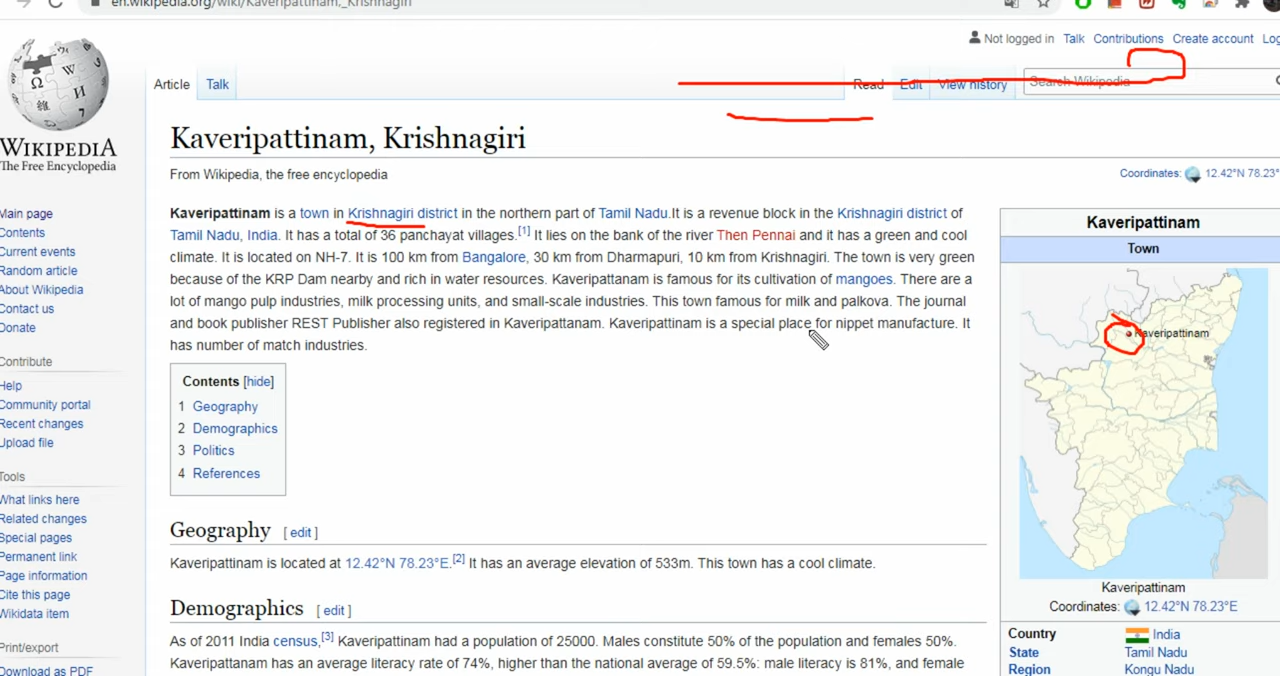 en.wikipedia.org/wiki/Kaveripattinam,_Krishnagiri
Not logged in Talk Contributions Create account Log
Article Talk Read Edit View history Search Wikipedia
WIKIPEDIA
The Free Encyclopedia
Main page
Contents
Current events
Random article
About Wikipedia
Contact us
Donate
Contribute
Help
Community portal
Recent changes
Upload file
Tools
What links here
Related changes
Special pages
Permanent link
Page information
Cite this page
Wikidata item
Print/export
Download as PDF
Kaveripattinam, Krishnagiri
From Wikipedia, the free encyclopedia
Coordinates: 12.42°N 78.23°
Kaveripattinam is a town in Krishnagiri district in the northern part of Tamil Nadu.It is a revenue block in the Krishnagiri district of
Tamil Nadu, India. It has a total of 36 panchayat villages.[1] It lies on the bank of the river Then Pennai and it has a green and cool
climate. It is located on NH-7. It is 100 km from Bangalore, 30 km from Dharmapuri, 10 km from Krishnagiri. The town is very green
because of the KRP Dam nearby and rich in water resources. Kaveripattanam is famous for its cultivation of mangoes. There are a
lot of mango pulp industries, milk processing units, and small-scale industries. This town famous for milk and palkova. The journal
and book publisher REST Publisher also registered in Kaveripattanam. Kaveripattinam is a special place for nippet manufacture. It
has number of match industries.
Contents [hide]
1 Geography
2 Demographics
3 Politics
4 References
Geography [ edit ]
Kaveripattinam is located at 12.42°N 78.23°E.[2] It has an average elevation of 533m. This town has a cool climate.
Demographics [ edit ]
As of 2011 India census,[3] Kaveripattinam had a population of 25000. Males constitute 50% of the population and females 50%.
Kaveripattanam has an average literacy rate of 74%, higher than the national average of 59.5%: male literacy is 81%, and female
Kaveripattinam
Town
Kaveripattinam
Kaveripattinam
Coordinates: 12.42°N 78.23°E
Country India
State Tamil Nadu
Region Kongu Nadu